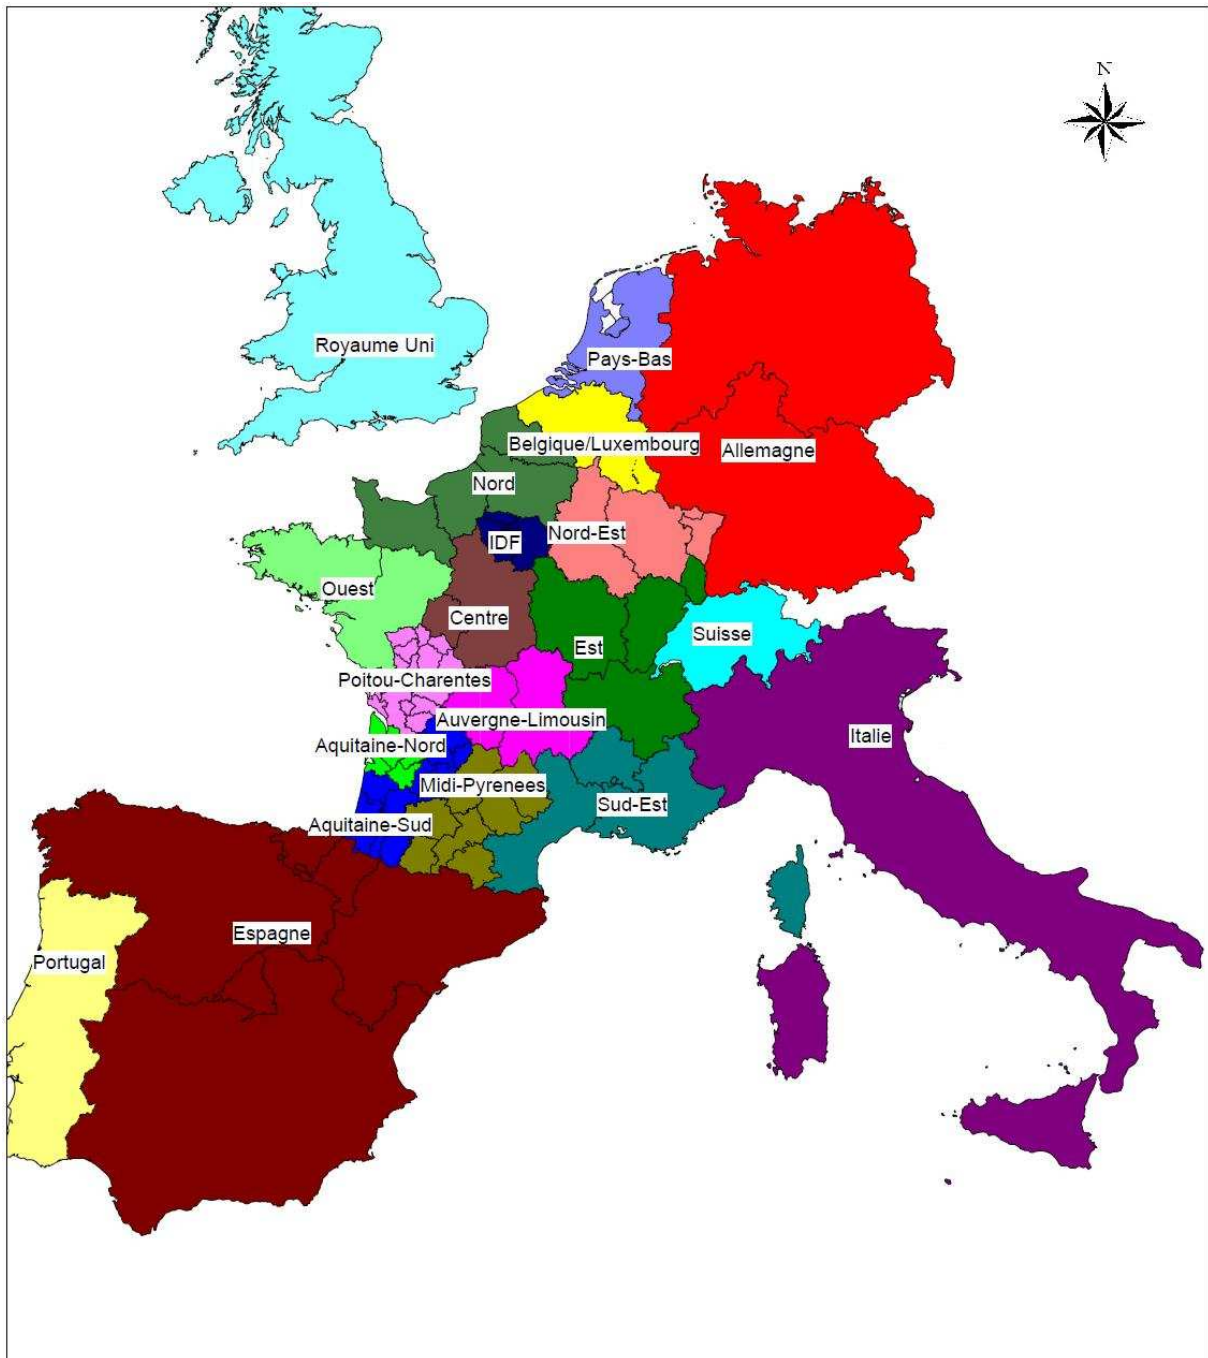 N
Royaume Uni
Pays-Bas
Belgique/Luxembourg
Allemagne
Nord
Nord-Est
IDF
Ouest
Centre
Suisse
Est
Poitou-Charentes
Auvergne-Limousin
Aquitaine-Nord
Italie
Midi-Pyrenees
Sud-Est
Aquitaine-Sud
Espagne
Portugal